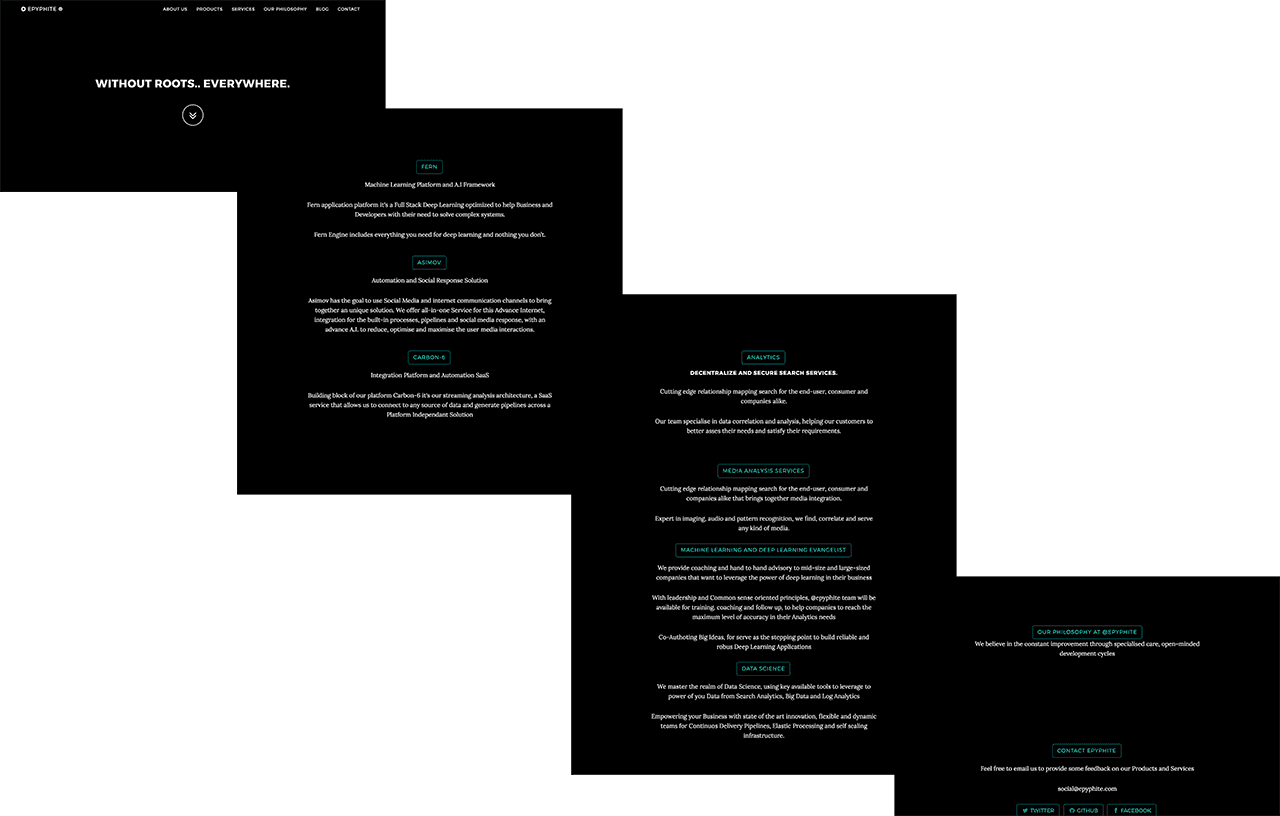 EPYPHITE ®
ABOUT US PRODUCTS SERVICES OUR PHILOSOPHY BLOG CONTACT
WITHOUT ROOTS.. EVERYWHERE.
FERN
Machine Learning Platform and A.I Framework
Fern application platform it's a Full Stack Deep Learning optimized to help Business and
Developers with their need to solve complex systems.
Fern Engine includes everything you need for deep learning and nothing you don't.
ASIMOV
Automation and Social Response Solution
Asimov has the goal to use Social Media and internet communication channels to bring
together an unique solution. We offer all-in-one Service for this Advance Internet,
integration for the built-in processes, pipelines and social media response, with an
advance A.I. to reduce, optimise and maximise the user media interactions.
CARBON-6
Integration Platform and Automation SaaS
Building block of our platform Carbon-6 it's our streaming analysis architecture, a SaaS
service that allows us to connect to any source of data and generate pipelines across a
Platform Independant Solution
ANALYTICS
DECENTRALIZE AND SECURE SEARCH SERVICES.
Cutting edge relationship mapping search for the end-user, consumer and
companies alike.
Our team specialise in data correlation and analysis, helping our customers to
better asses their needs and satisfy their requirements.
MEDIA ANALYSIS SERVICES
Cutting edge relationship mapping search for the end-user, consumer and
companies alike that brings together media integration.
Expert in imaging, audio and pattern recognition, we find, correlate and serve
any kind of media.
MACHINE LEARNING AND DEEP LEARNING EVANGELIST
We provide coaching and hand to hand advisory to mid-size and large-sized
companies that want to leverage the power of deep learning in their business
With leadership and Common sense oriented principles, @epyphite team will be
available for training, coaching and follow up, to help companies to reach the
maximum level of accuracy in their Analytics needs
Co-Authoting Big Ideas, for serve as the stepping point to build reliable and
robus Deep Learning Applications
DATA SCIENCE
We master the realm of Data Science, using key available tools to leverage to
power of you Data from Search Analytics, Big Data and Log Analytics
Empowering your Business with state of the art innovation, flexible and dynamic
teams for Continuos Delivery Pipelines, Elastic Processing and self scaling
infrastructure.
OUR PHILOSOPHY AT @EPYPHITE
We believe in the constant improvement through specialised care, open-minded
development cycles
CONTACT EPYPHITE
Feel free to email us to provide some feedback on our Products and Services
social@epyphite.com
TWITTER GITHUB FACEBOOK